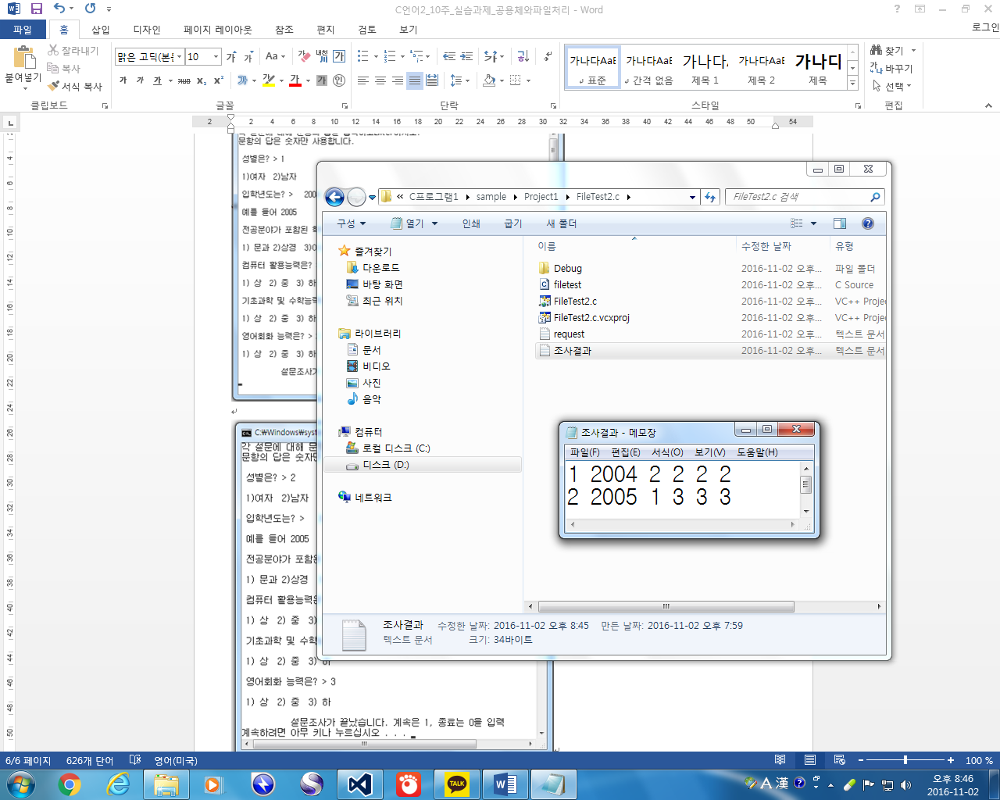 C언어2_10주_실습과제_공용체와파일처리 - Word
파일 홈 삽입 디자인 페이지 레이아웃 참조 편지 검토 보기 로그인
붙여넣기
잘라내기
복사
서식 복사
맑은 고딕(본 10
가나다AaE 가나다AaE 가나다, 가나다AaE 가나다
표준 간격 없음 제목 1 제목 2 제목
찾기
바꾸기
선택
클립보드 글꼴 단락 스타일 편집
2 2 4 6 8 10 12 14 16 18 20 22 24 26 28 30 32 34 36 38 40 42 44 46 48 50 54
문항의 답은 숫자만 사용합니다.
성별은? > 1
1)여자 2)남자
입학년도는? > 200
예를 들어 2005
전공분야가 포함된
1) 문과 2)상경 3)
컴퓨터 활용능력은?
1) 상 2) 중 3) 하
기초과학 및 수학능력
1) 상 2) 중 3) 하
영어회화 능력은? >
1) 상 2) 중 3) 하
설문조사가
C:\Windows\syst
각 설문에 대해 문
문항의 답은 숫자만
성별은? > 2
1)여자 2)남자
입학년도는? >
예를 들어 2005
전공분야가 포함된
1) 문과 2)상경
컴퓨터 활용능력은
1) 상 2) 중 3)
기초과학 및 수학
1) 상 2) 중 3) 하
영어회화 능력은? > 3
1) 상 2) 중 3) 하
설문조사가 끝났습니다. 계속은 1, 종료는 0을 입력
계속하려면 아무 키나 누르십시오 . . .
« C프로그램1 sample Project1 FileTest2.c
FileTest2.c 검색
구성 열기 인쇄 굽기 새 폴더
즐겨찾기
다운로드
바탕 화면
최근 위치
라이브러리
문서
비디오
사진
음악
컴퓨터
로컬 디스크 (C:)
디스크 (D:)
네트워크
이름 수정한 날짜 유형
Debug 2016-11-02 오후... 파일 폴더
filetest 2016-11-02 오후... C Source
FileTest2.c 2016-11-02 오후... VC++ Proje
FileTest2.c.vcxproj 2016-11-02 오후... VC++ Proje
request 2016-11-02 오후... 텍스트 문서
조사결과 2016-11-02 오후... 텍스트 문서
조사결과 - 메모장
파일(F) 편집(E) 서식(O) 보기(V) 도움말(H)
1 2004 2 2 2 2
2 2005 1 3 3 3
조사결과 수정한 날짜: 2016-11-02 오후 8:45 만든 날짜: 2016-11-02 오후 7:59
텍스트 문서 크기: 34바이트
6/6 페이지 626개 단어 영어(미국) 100 %
TALK
A 漢
오후 8:46
2016-11-02